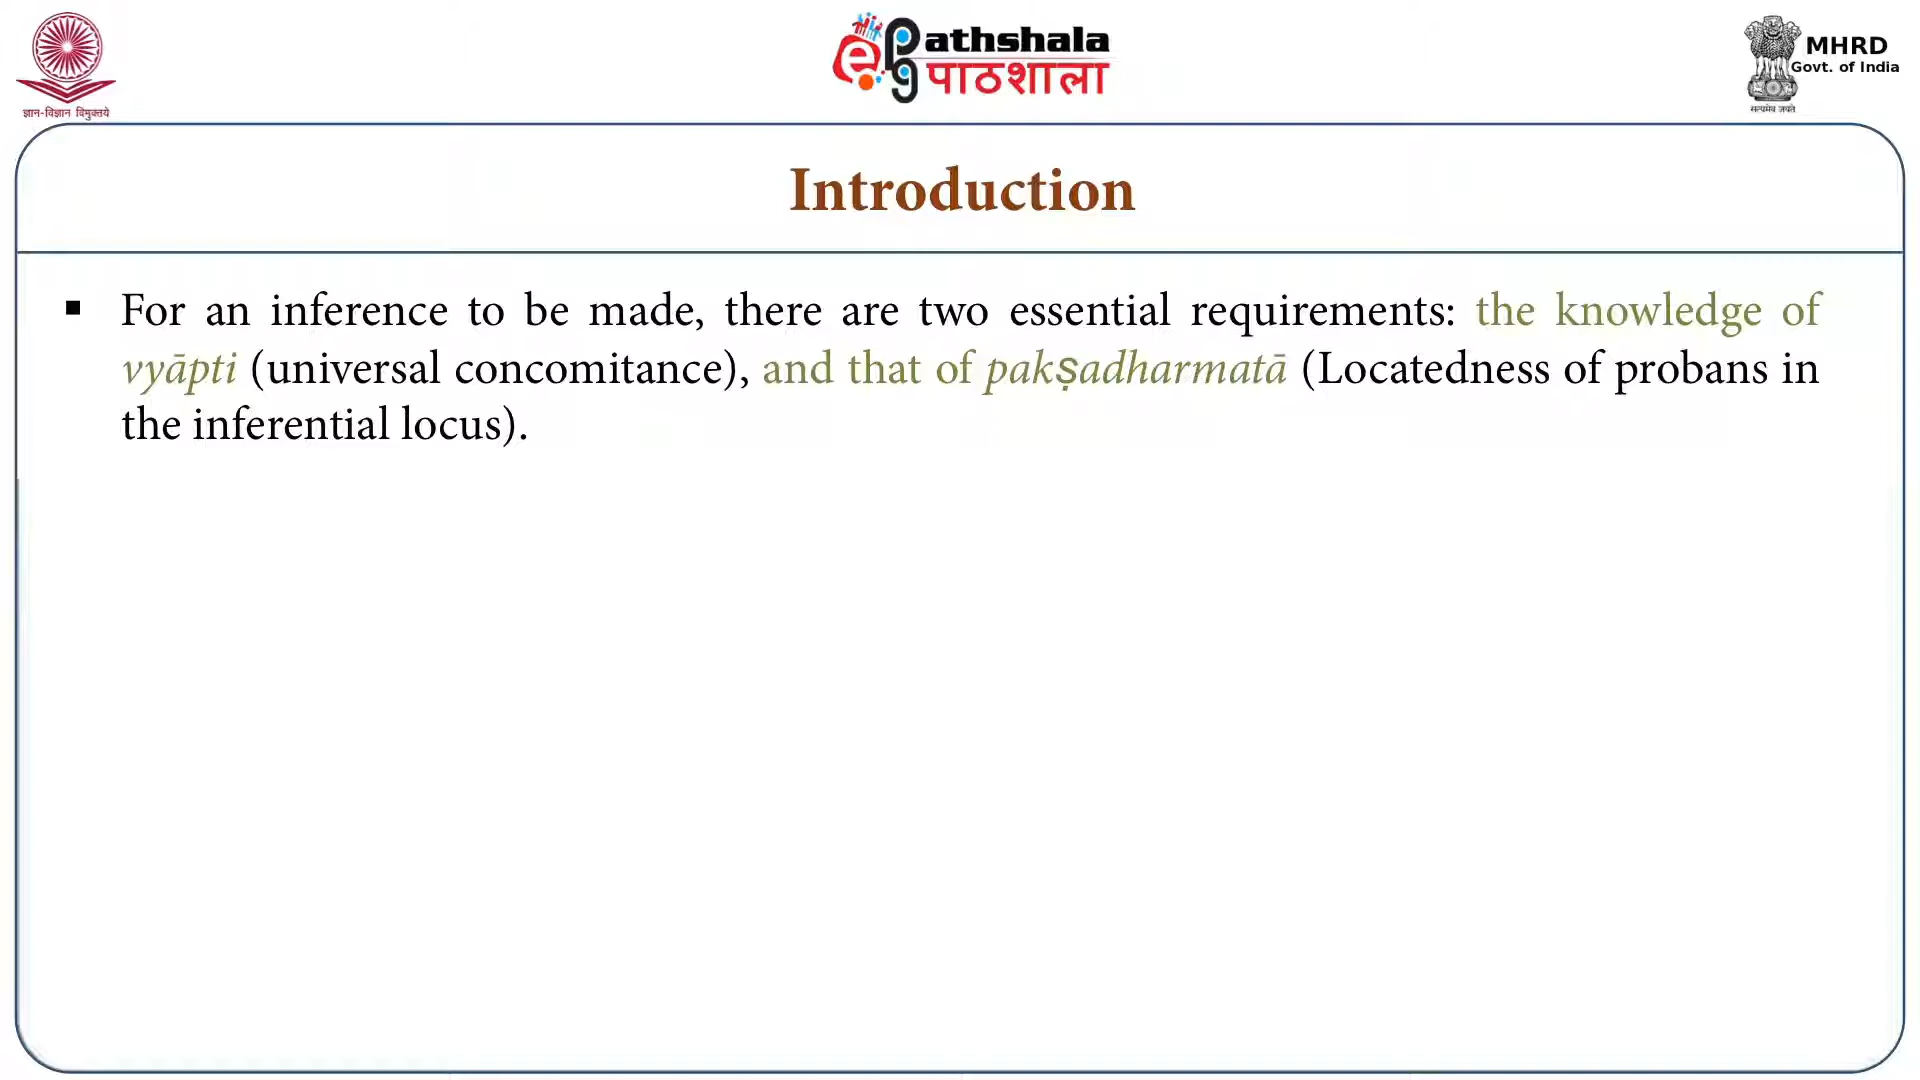 ज्ञान-विज्ञान विमुक्तये
e Pg Pathshala
पाठशाला
MHRD
Govt. of India
सत्यमेव जयते
Introduction
▪ For an inference to be made, there are two essential requirements: the knowledge of
vyāpti (universal concomitance), and that of pakṣadharmatā (Locatedness of probans in
the inferential locus).